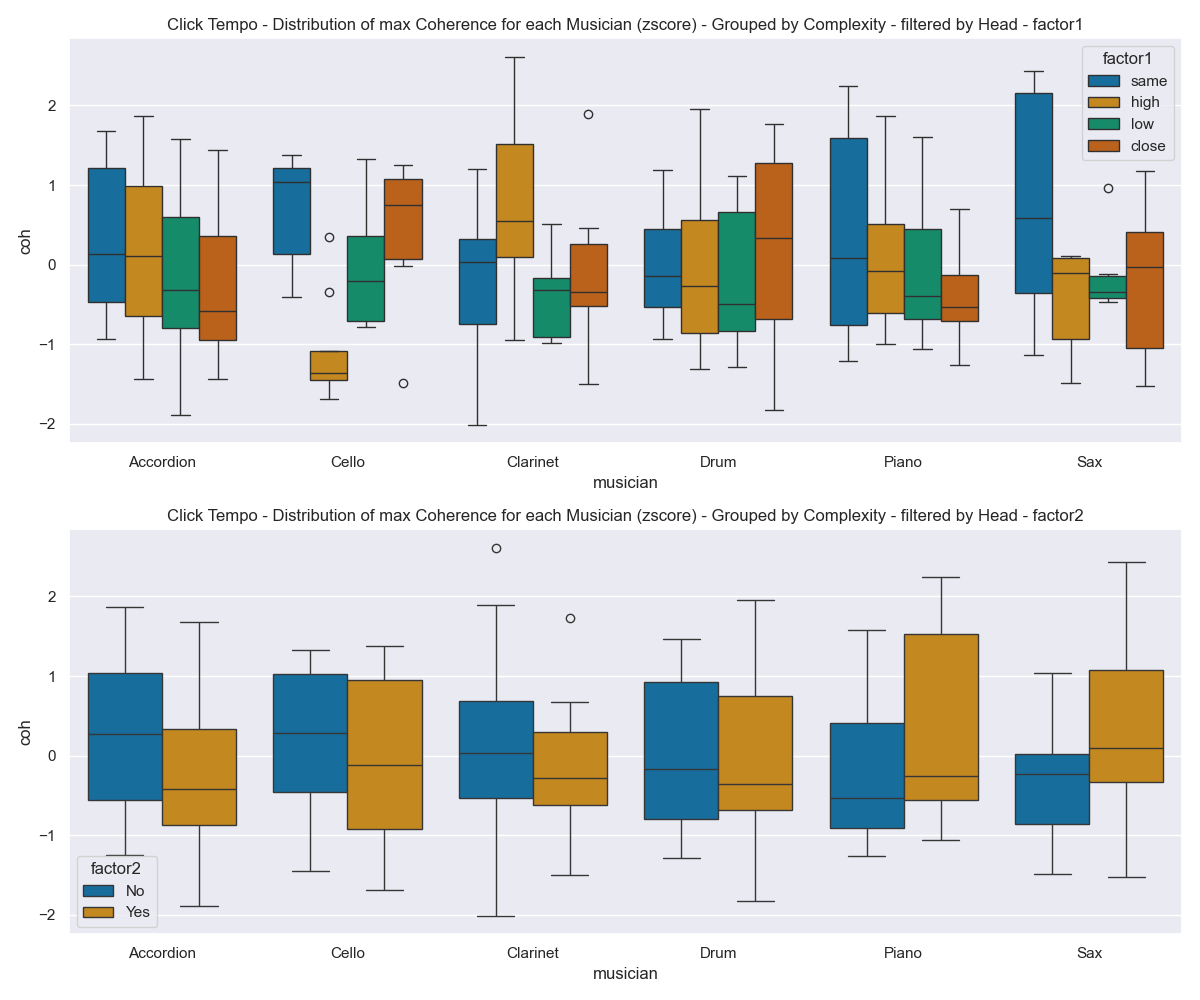 Click Tempo - Distribution of max Coherence for each Musician (zscore) - Grouped by Complexity - filtered by Head - factor1
factor1
same
high
low
close
2
1
0
−1
−2
coh
Accordion Cello Clarinet Drum Piano Sax
musician
Click Tempo - Distribution of max Coherence for each Musician (zscore) - Grouped by Complexity - filtered by Head - factor2
2
1
0
−1
−2
coh
factor2
No
Yes
Accordion Cello Clarinet Drum Piano Sax
musician